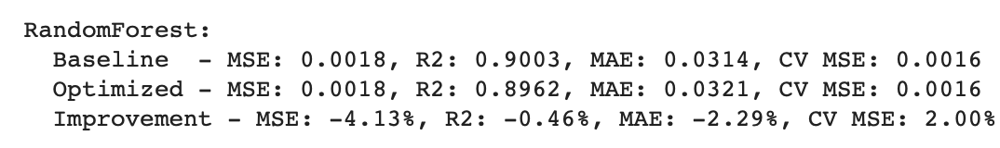 RandomForest:
  Baseline  - MSE: 0.0018, R2: 0.9003, MAE: 0.0314, CV MSE: 0.0016
  Optimized - MSE: 0.0018, R2: 0.8962, MAE: 0.0321, CV MSE: 0.0016
  Improvement - MSE: -4.13%, R2: -0.46%, MAE: -2.29%, CV MSE: 2.00%